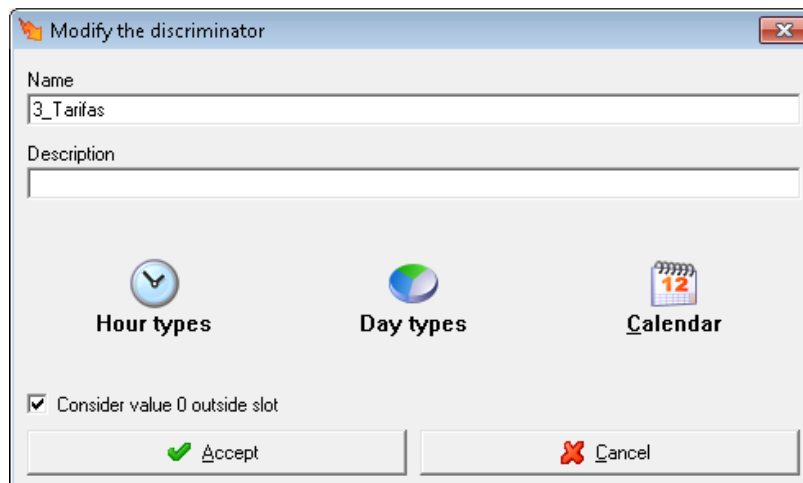 Modify the discriminator
Name
3_Tarifas
Description
12
Hour types
Day types
Calendar
Consider value 0 outside slot
Accept
Cancel